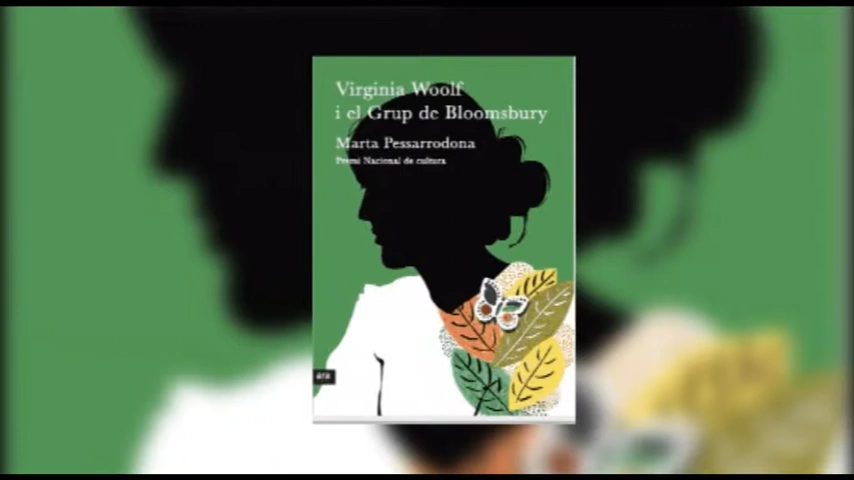 Virginia Woolf
i el Grup de Bloomsbury
Marta Pessarrodona
Premi Nacional de cultura
ara